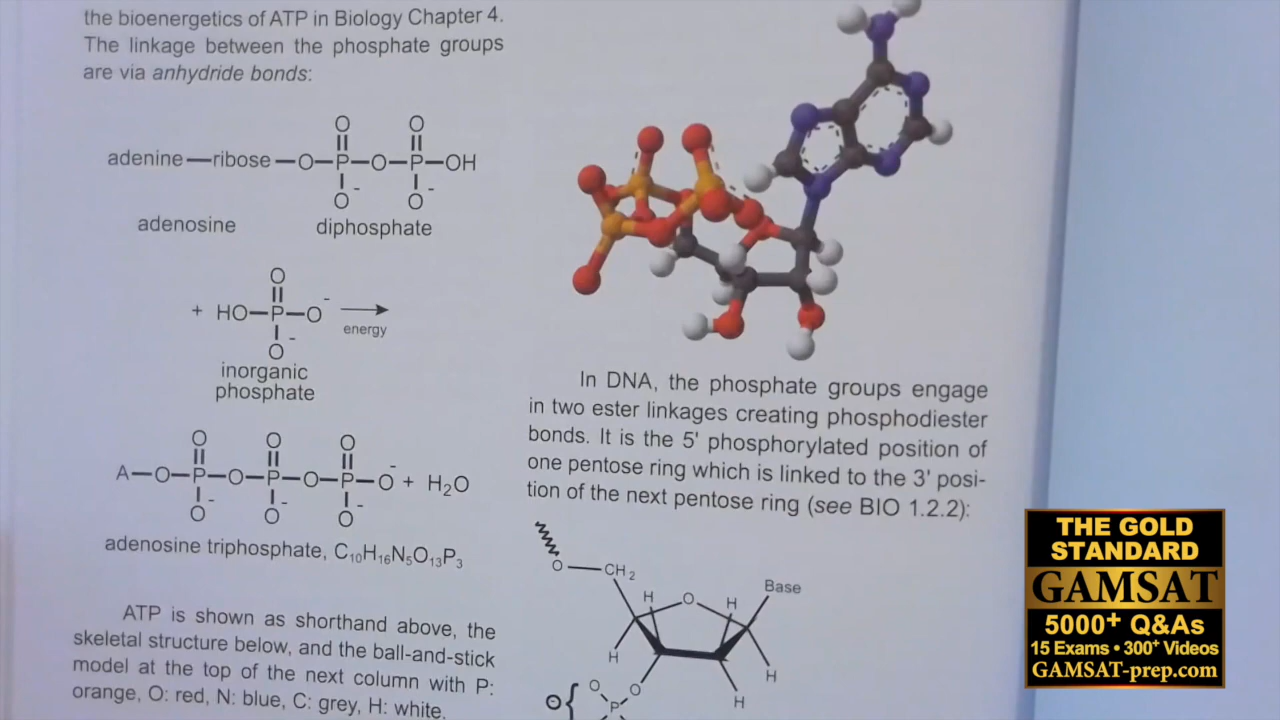 the bioenergetics of ATP in Biology Chapter 4.
The linkage between the phosphate groups
are via anhydride bonds:
O O
adenine—ribose—O—P—O—P—OH
O- O-
adenosine diphosphate
O
+ HO—P—O-
energy
O-
inorganic
phosphate
O O O
A—O—P—O—P—O—P—O- + H₂O
O- O- O-
adenosine triphosphate, C₁₀H₁₆N₅O₁₃P₃
ATP is shown as shorthand above, the
skeletal structure below, and the ball-and-stick
model at the top of the next column with P:
orange, O: red, N: blue, C: grey, H: white.
In DNA, the phosphate groups engage
in two ester linkages creating phosphodiester
bonds. It is the 5' phosphorylated position of
one pentose ring which is linked to the 3' posi-
tion of the next pentose ring (see BIO 1.2.2):
O—CH₂
Base
H O H
H H
O O H
P
THE GOLD
STANDARD
GAMSAT
5000+ Q&As
15 Exams • 300+ Videos
GAMSAT-prep.com